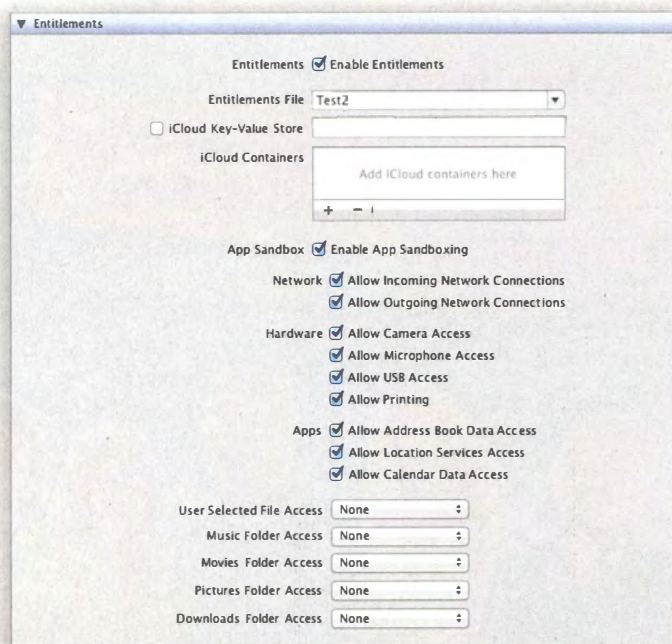 Entitlements
Entitlements Enable Entitlements
Entitlements File Test2
iCloud Key-Value Store
iCloud Containers
Add iCloud containers here
App Sandbox Enable App Sandboxing
Network Allow Incoming Network Connections
Allow Outgoing Network Connections
Hardware Allow Camera Access
Allow Microphone Access
Allow USB Access
Allow Printing
Apps Allow Address Book Data Access
Allow Location Services Access
Allow Calendar Data Access
User Selected File Access None
Music Folder Access None
Movies Folder Access None
Pictures Folder Access None
Downloads Folder Access None